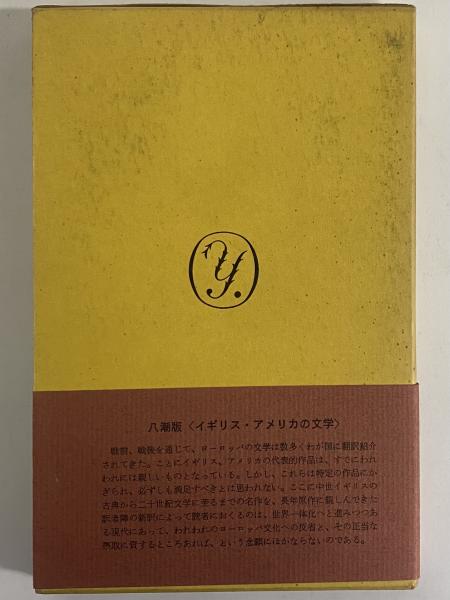 Y.
八潮版〈イギリス・アメリカの文学〉
戦前、戦後を通じて、ヨーロッパの文学は数多くわが国に翻訳紹介
されてきた。ことにイギリス、アメリカの代表的作品は、すでにわれ
われには親しいものとなっている。しかし、これらは特定の作品にか
ぎられ、必ずしも満足すべきとは思われない。ここに中世イギリスの
古典から二十世紀文学に至るまでの名作を、長年原作に親しんできた
訳者陣の新訳によって読者におくるのは、世界一体化へと進みつつあ
る現代にあって、われわれのヨーロッパ文化への反省と、その正当な
摂取に資するところあれば、という念願にほかならないのである。